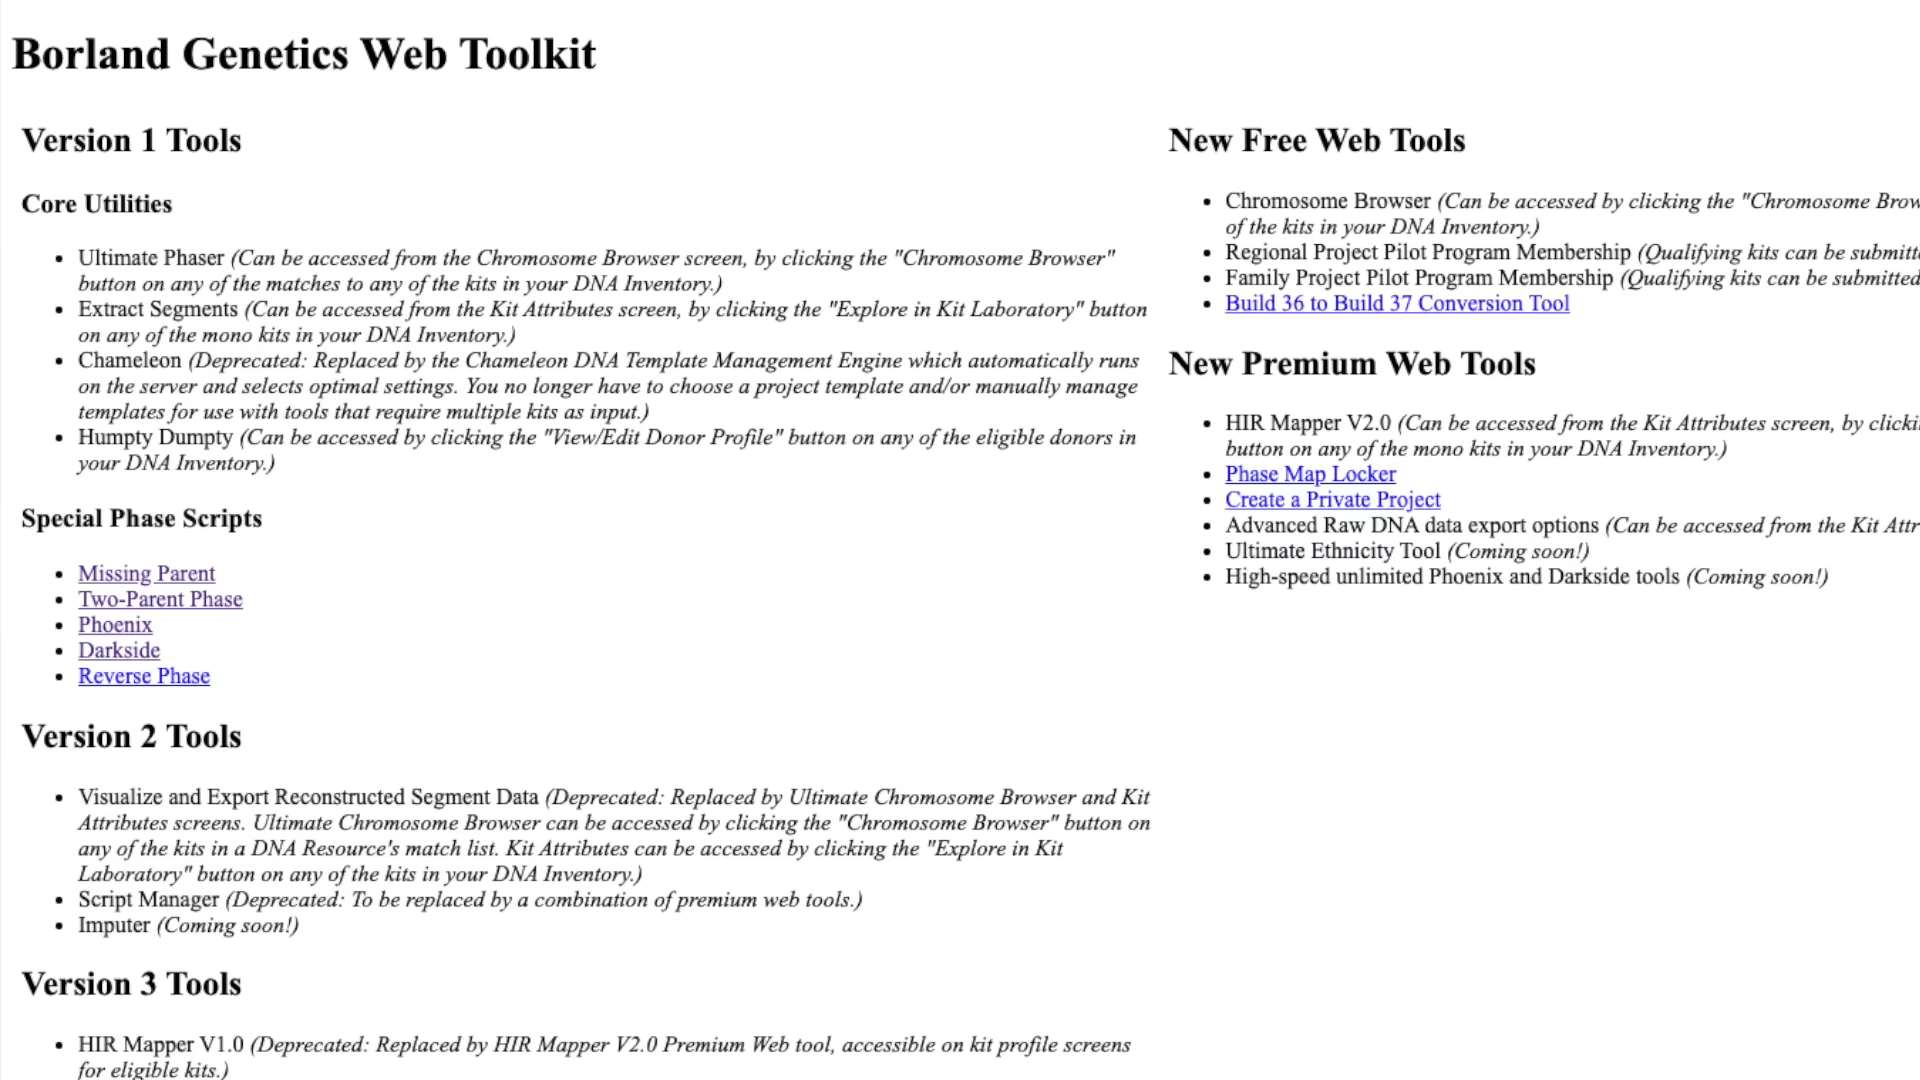 Borland Genetics Web Toolkit
Version 1 Tools
Core Utilities
Ultimate Phaser (Can be accessed from the Chromosome Browser screen, by clicking the "Chromosome Browser"
button on any of the matches to any of the kits in your DNA Inventory.)
Extract Segments (Can be accessed from the Kit Attributes screen, by clicking the "Explore in Kit Laboratory" button
on any of the mono kits in your DNA Inventory.)
Chameleon (Deprecated: Replaced by the Chameleon DNA Template Management Engine which automatically runs
on the server and selects optimal settings. You no longer have to choose a project template and/or manually manage
templates for use with tools that require multiple kits as input.)
Humpty Dumpty (Can be accessed by clicking the "View/Edit Donor Profile" button on any of the eligible donors in
your DNA Inventory.)
Special Phase Scripts
Missing Parent
Two-Parent Phase
Phoenix
Darkside
Reverse Phase
Version 2 Tools
Visualize and Export Reconstructed Segment Data (Deprecated: Replaced by Ultimate Chromosome Browser and Kit
Attributes screens. Ultimate Chromosome Browser can be accessed by clicking the "Chromosome Browser" button on
any of the kits in a DNA Resource's match list. Kit Attributes can be accessed by clicking the "Explore in Kit
Laboratory" button on any of the kits in your DNA Inventory.)
Script Manager (Deprecated: To be replaced by a combination of premium web tools.)
Imputer (Coming soon!)
Version 3 Tools
HIR Mapper V1.0 (Deprecated: Replaced by HIR Mapper V2.0 Premium Web tool, accessible on kit profile screens
for eligible kits.)
New Free Web Tools
Chromosome Browser (Can be accessed by clicking the "Chromosome Brow
of the kits in your DNA Inventory.)
Regional Project Pilot Program Membership (Qualifying kits can be submitt
Family Project Pilot Program Membership (Qualifying kits can be submitted
Build 36 to Build 37 Conversion Tool
New Premium Web Tools
HIR Mapper V2.0 (Can be accessed from the Kit Attributes screen, by clicki
button on any of the mono kits in your DNA Inventory.)
Phase Map Locker
Create a Private Project
Advanced Raw DNA data export options (Can be accessed from the Kit Attr
Ultimate Ethnicity Tool (Coming soon!)
High-speed unlimited Phoenix and Darkside tools (Coming soon!)